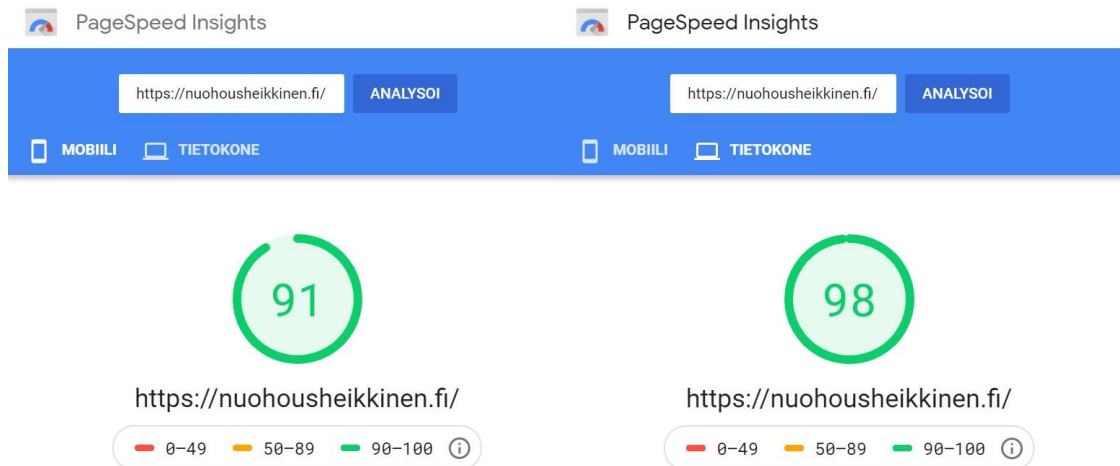 PageSpeed Insights
https://nuohousheikkinen.fi/ ANALYSOI
MOBIILI TIETOKONE
91
https://nuohousheikkinen.fi/
0–49 50–89 90–100
PageSpeed Insights
https://nuohousheikkinen.fi/ ANALYSOI
MOBIILI TIETOKONE
98
https://nuohousheikkinen.fi/
0–49 50–89 90–100